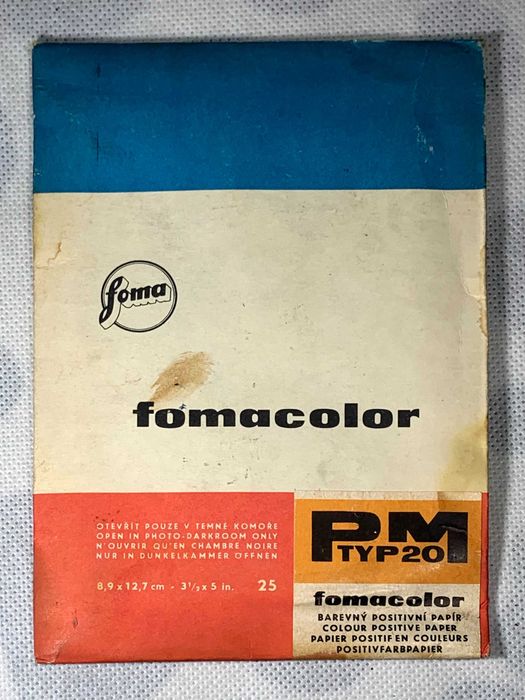 foma
fomacolor
OTEVŘÍT POUZE V TEMNÉ KOMOŘE
OPEN IN PHOTO-DARKROOM ONLY
N'OUVRIR QU'EN CHAMBRE NOIRE
NUR IN DUNKELKAMMER ÖFFNEN
8,9 x 12,7 cm - 3½ x 5 in. 25
PM
TYP 20
fomacolor
BAREVNÝ POSITIVNÍ PAPÍR
COLOUR POSITIVE PAPER
PAPIER POSITIF EN COULEURS
POSITIVFARBPAPIER